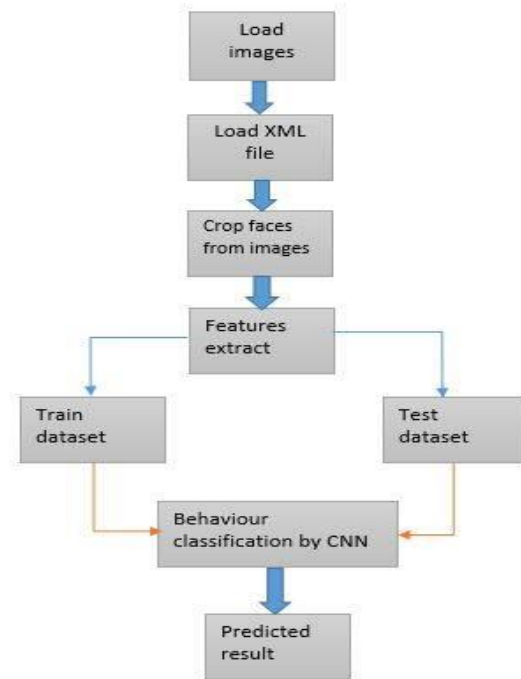 Load
images
Load XML
file
Crop faces
from images
Features
extract
Train
dataset
Test
dataset
Behaviour
classification by CNN
Predicted
result